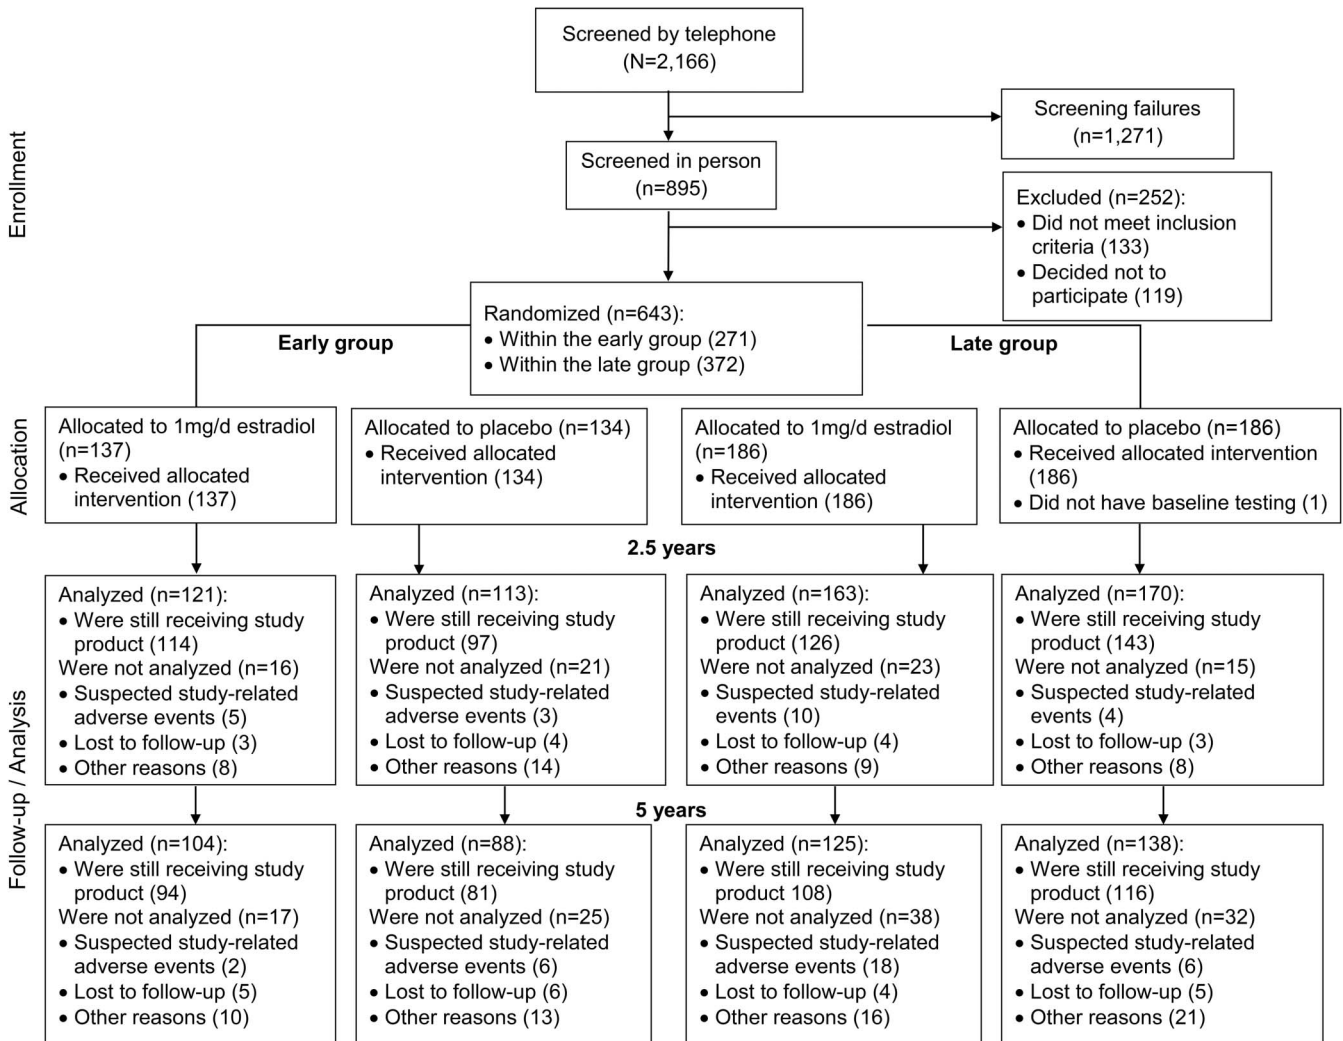 Enrollment
Screened by telephone
(N=2,166)
Screening failures
(n=1,271)
Screened in person
(n=895)
Excluded (n=252):
• Did not meet inclusion
criteria (133)
• Decided not to
participate (119)
Randomized (n=643):
• Within the early group (271)
• Within the late group (372)
Early group
Late group
Allocation
Allocated to 1mg/d estradiol
(n=137)
• Received allocated
intervention (137)
Allocated to placebo (n=134)
• Received allocated
intervention (134)
Allocated to 1mg/d estradiol
(n=186)
• Received allocated
intervention (186)
Allocated to placebo (n=186)
• Received allocated intervention
(186)
• Did not have baseline testing (1)
2.5 years
Follow-up / Analysis
Analyzed (n=121):
• Were still receiving study
product (114)
Were not analyzed (n=16)
• Suspected study-related
adverse events (5)
• Lost to follow-up (3)
• Other reasons (8)
Analyzed (n=113):
• Were still receiving study
product (97)
Were not analyzed (n=21)
• Suspected study-related
adverse events (3)
• Lost to follow-up (4)
• Other reasons (14)
Analyzed (n=163):
• Were still receiving study
product (126)
Were not analyzed (n=23)
• Suspected study-related
events (10)
• Lost to follow-up (4)
• Other reasons (9)
Analyzed (n=170):
• Were still receiving study
product (143)
Were not analyzed (n=15)
• Suspected study-related
events (4)
• Lost to follow-up (3)
• Other reasons (8)
5 years
Analyzed (n=104):
• Were still receiving study
product (94)
Were not analyzed (n=17)
• Suspected study-related
adverse events (2)
• Lost to follow-up (5)
• Other reasons (10)
Analyzed (n=88):
• Were still receiving study
product (81)
Were not analyzed (n=25)
• Suspected study-related
adverse events (6)
• Lost to follow-up (6)
• Other reasons (13)
Analyzed (n=125):
• Were still receiving study
product 108)
Were not analyzed (n=38)
• Suspected study-related
adverse events (18)
• Lost to follow-up (4)
• Other reasons (16)
Analyzed (n=138):
• Were still receiving study
product (116)
Were not analyzed (n=32)
• Suspected study-related
adverse events (6)
• Lost to follow-up (5)
• Other reasons (21)